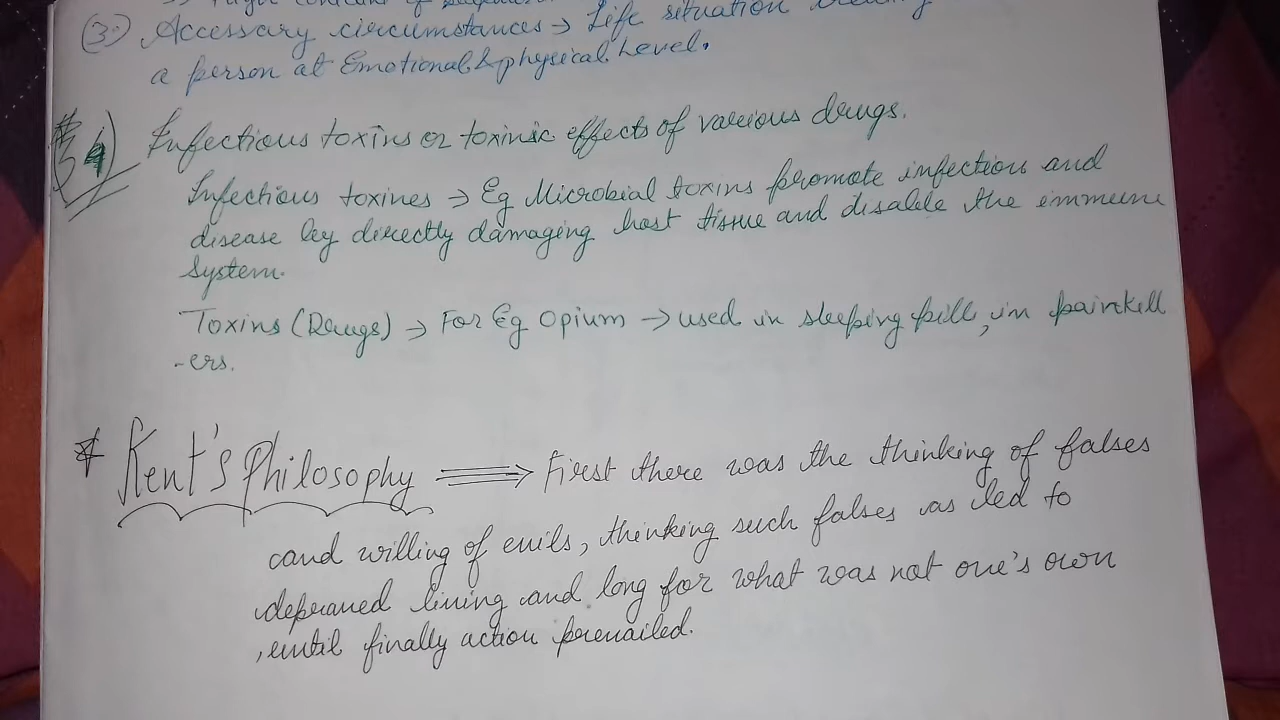 (3.) Accessary circumstances → Life situation
a person at Emotional & physical Level.
4) Infectious toxins or toxinic effects of various drugs.
Infectious toxines → Eg Microbial toxins promote infection and
disease by directly damaging host tissue and disable the immune
System.
Toxins (Drugs) → For Eg Opium → used in sleeping pill, in painkill
-ers.
* Kent's Philosophy ⟹ First there was the thinking of falses
and willing of evils, thinking such falses as led to
depraved living and long for what was not one's own
, until finally action prevailed.